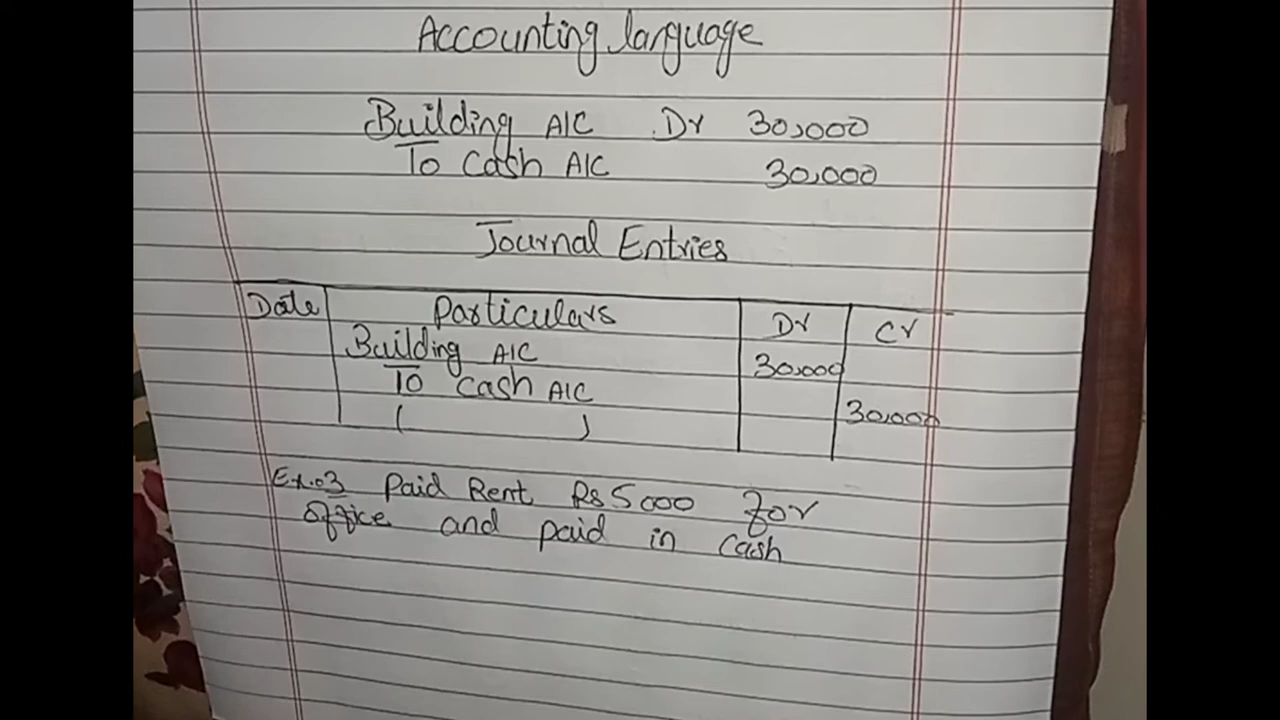 Accounting language
Building A/C Dr 30,000
To Cash A/C 30,000
Journal Entries
Date Particulars Dr Cr
Building A/C 30,000
To Cash A/C 30,000
( )
Ex.03 Paid Rent Rs 5000 for
office and paid in cash